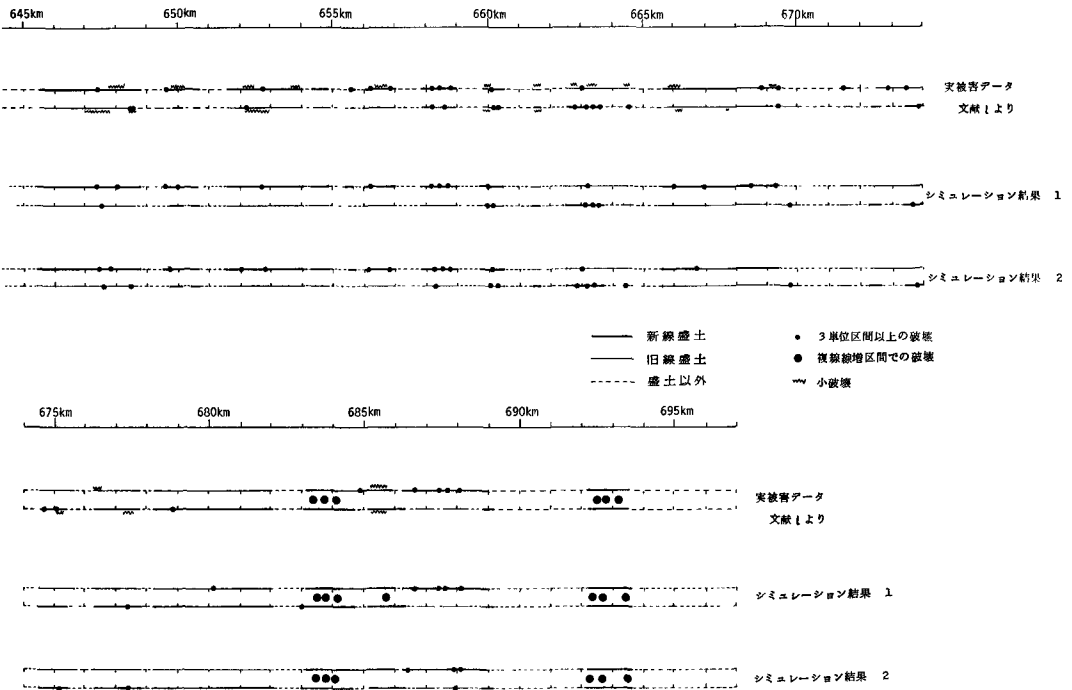 645km 650km 655km 660km 665km 670km
実被害データ
文献1より
シミュレーション結果 1
シミュレーション結果 2
新線盛土
旧線盛土
盛土以外
3単位区間以上の破壊
複線線増区間での破壊
小破壊
675km 680km 685km 690km 695km
実被害データ
文献1より
シミュレーション結果 1
シミュレーション結果 2